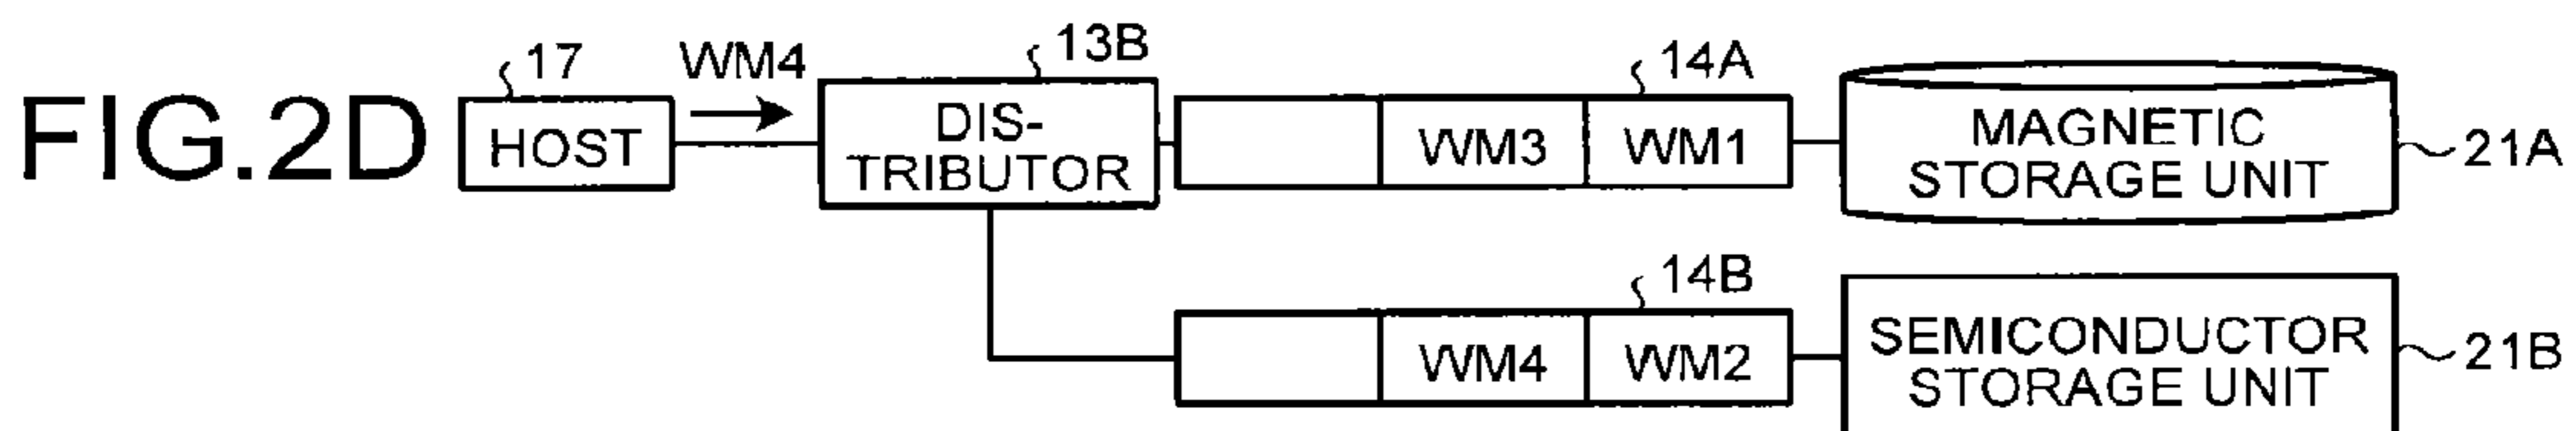 FIG.2D
17
HOST
WM4
13B
DIS-
TRIBUTOR
14A
WM3
WM1
MAGNETIC
STORAGE UNIT
21A
14B
WM4
WM2
SEMICONDUCTOR
STORAGE UNIT
21B